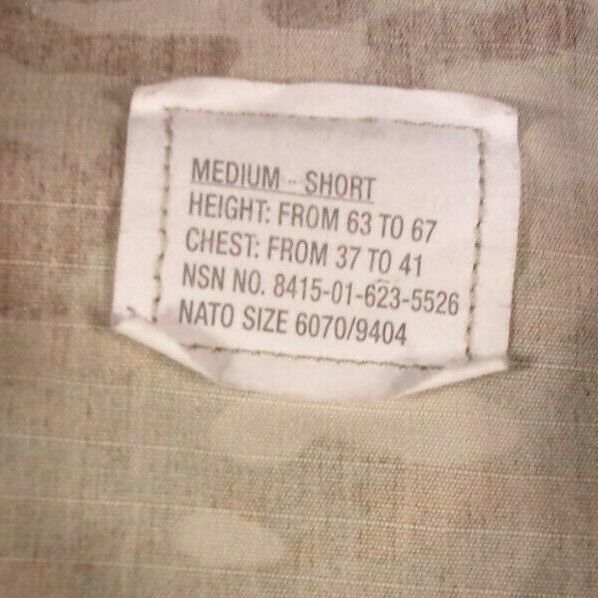 MEDIUM - SHORT
HEIGHT: FROM 63 TO 67
CHEST: FROM 37 TO 41
NSN NO. 8415-01-623-5526
NATO SIZE 6070/9404